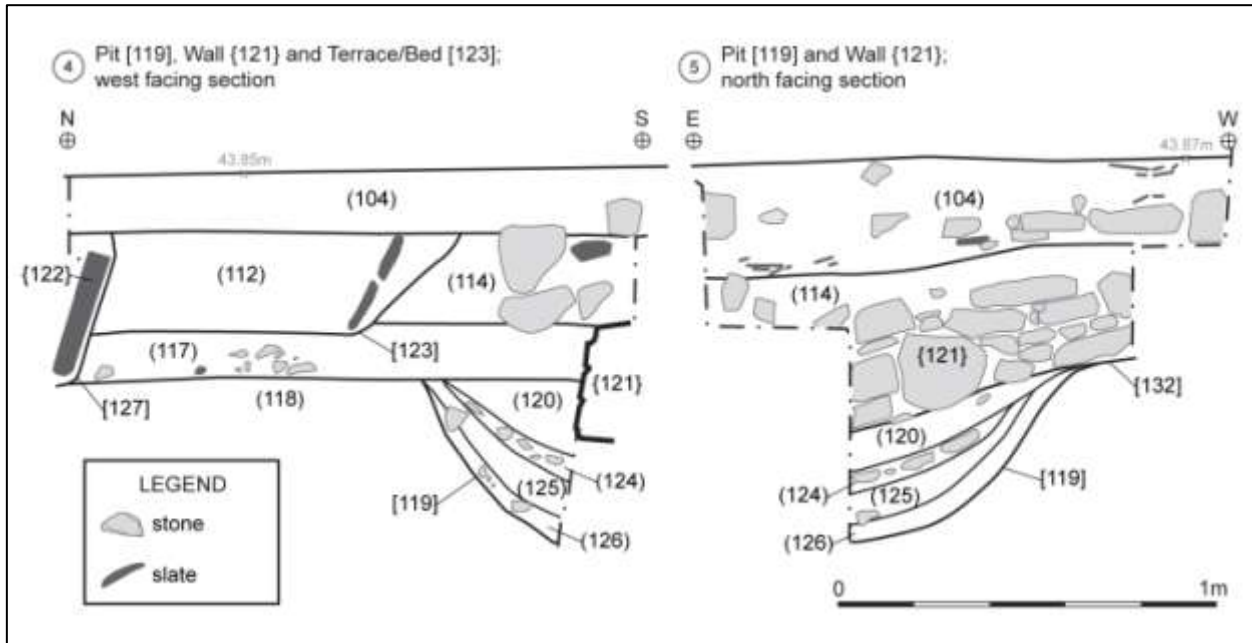 4 Pit [119], Wall {121} and Terrace/Bed [123];
west facing section
N
S
43.85m
(104)
{122}
(112)
(114)
(117)
[123]
[127]
(118)
(120)
{121}
[119]
(125)
(124)
(126)
LEGEND
stone
slate
5 Pit [119] and Wall {121};
north facing section
E
W
43.87m
(104)
(114)
{121}
[132]
(120)
(124)
(125)
[119]
(126)
0
1m